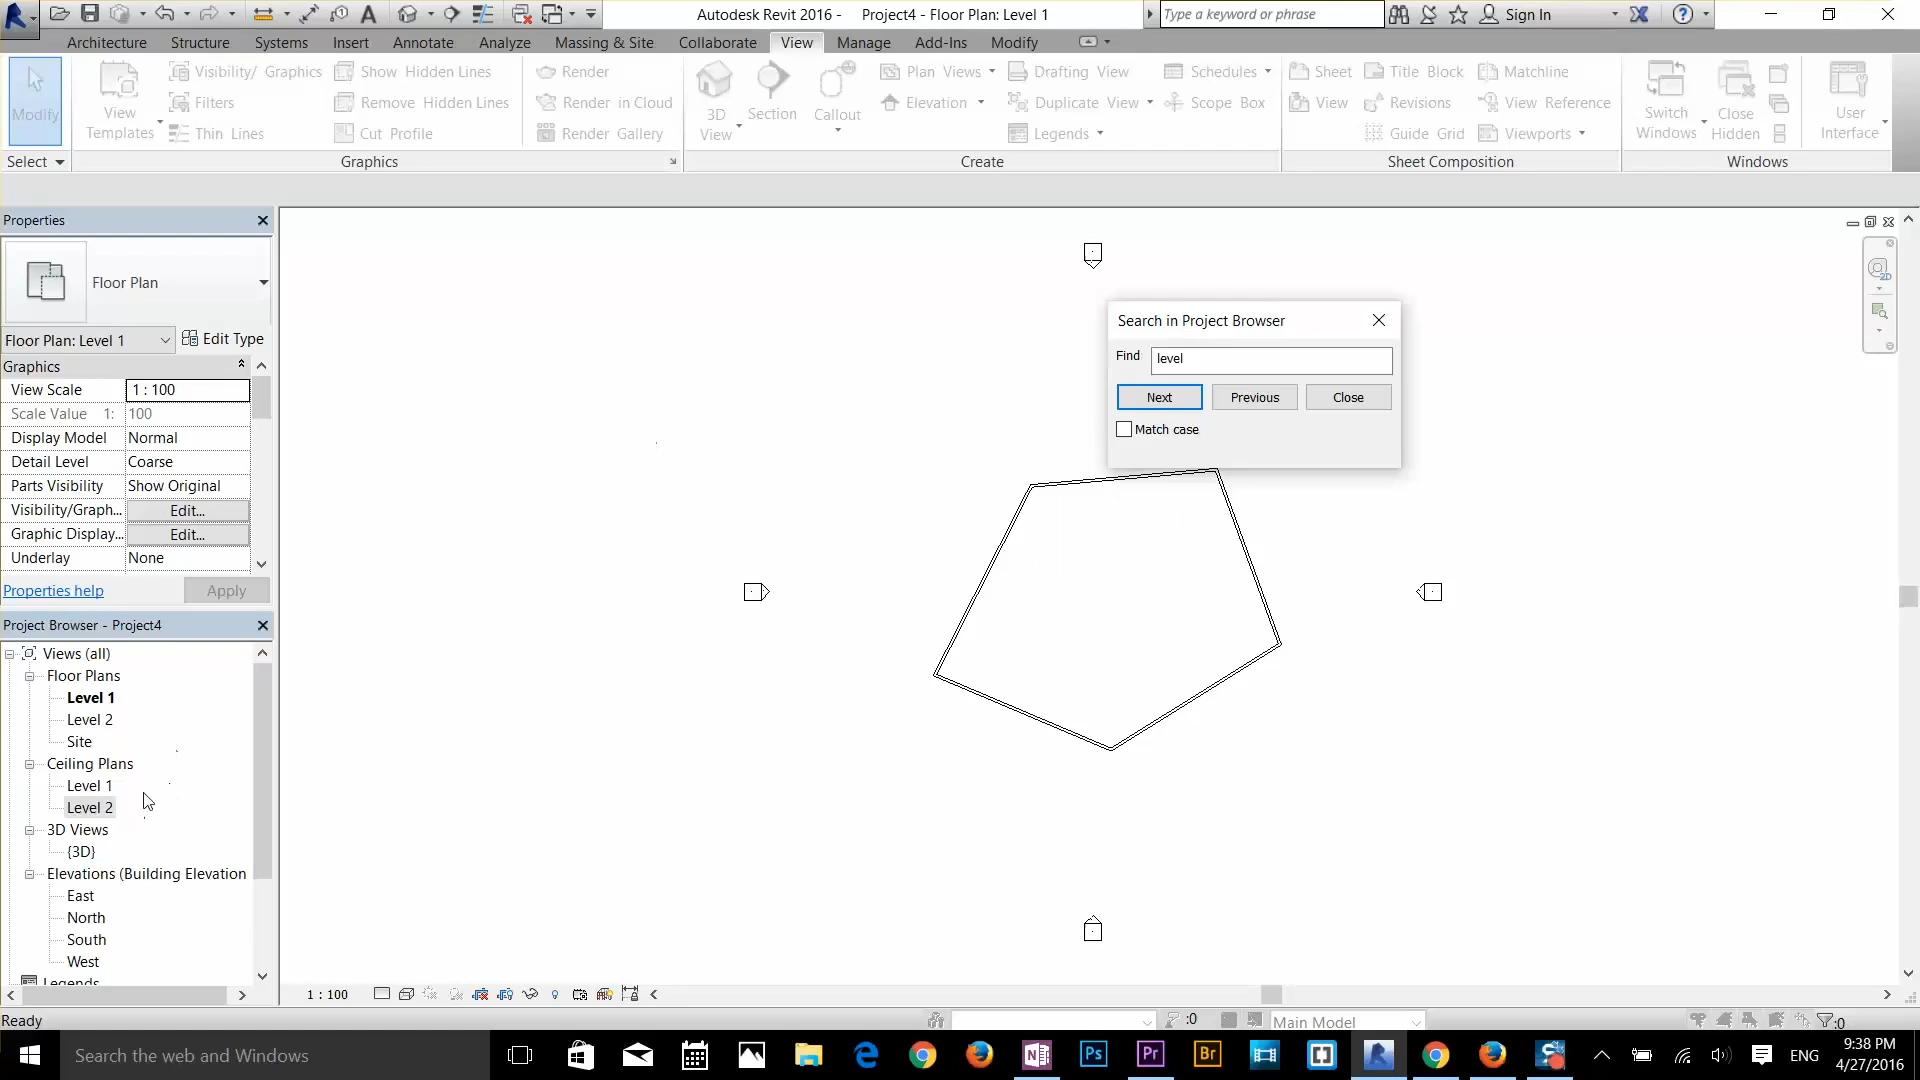 Autodesk Revit 2016 - Project4 - Floor Plan: Level 1
Type a keyword or phrase
Sign In
Architecture Structure Systems Insert Annotate Analyze Massing & Site Collaborate View Manage Add-Ins Modify
Modify
View Templates
Visibility/ Graphics
Filters
Thin Lines
Show Hidden Lines
Remove Hidden Lines
Cut Profile
Render
Render in Cloud
Render Gallery
3D View
Section
Callout
Plan Views
Elevation
Drafting View
Duplicate View
Legends
Schedules
Scope Box
Sheet
View
Title Block
Revisions
Guide Grid
Matchline
View Reference
Viewports
Switch Windows
Close Hidden
User Interface
Select
Graphics
Create
Sheet Composition
Windows
Properties
Floor Plan
Floor Plan: Level 1
Edit Type
Graphics
View Scale 1 : 100
Scale Value 1: 100
Display Model Normal
Detail Level Coarse
Parts Visibility Show Original
Visibility/Graph... Edit...
Graphic Display... Edit...
Underlay None
Properties help
Apply
Project Browser - Project4
Views (all)
Floor Plans
Level 1
Level 2
Site
Ceiling Plans
Level 1
Level 2
3D Views
{3D}
Elevations (Building Elevation
East
North
South
West
Legends
Search in Project Browser
Find level
Next Previous Close
Match case
2D
1 : 100
Ready
:0
Main Model
:0
Search the web and Windows
N
Ps
Pr
Br
ENG
9:38 PM
4/27/2016